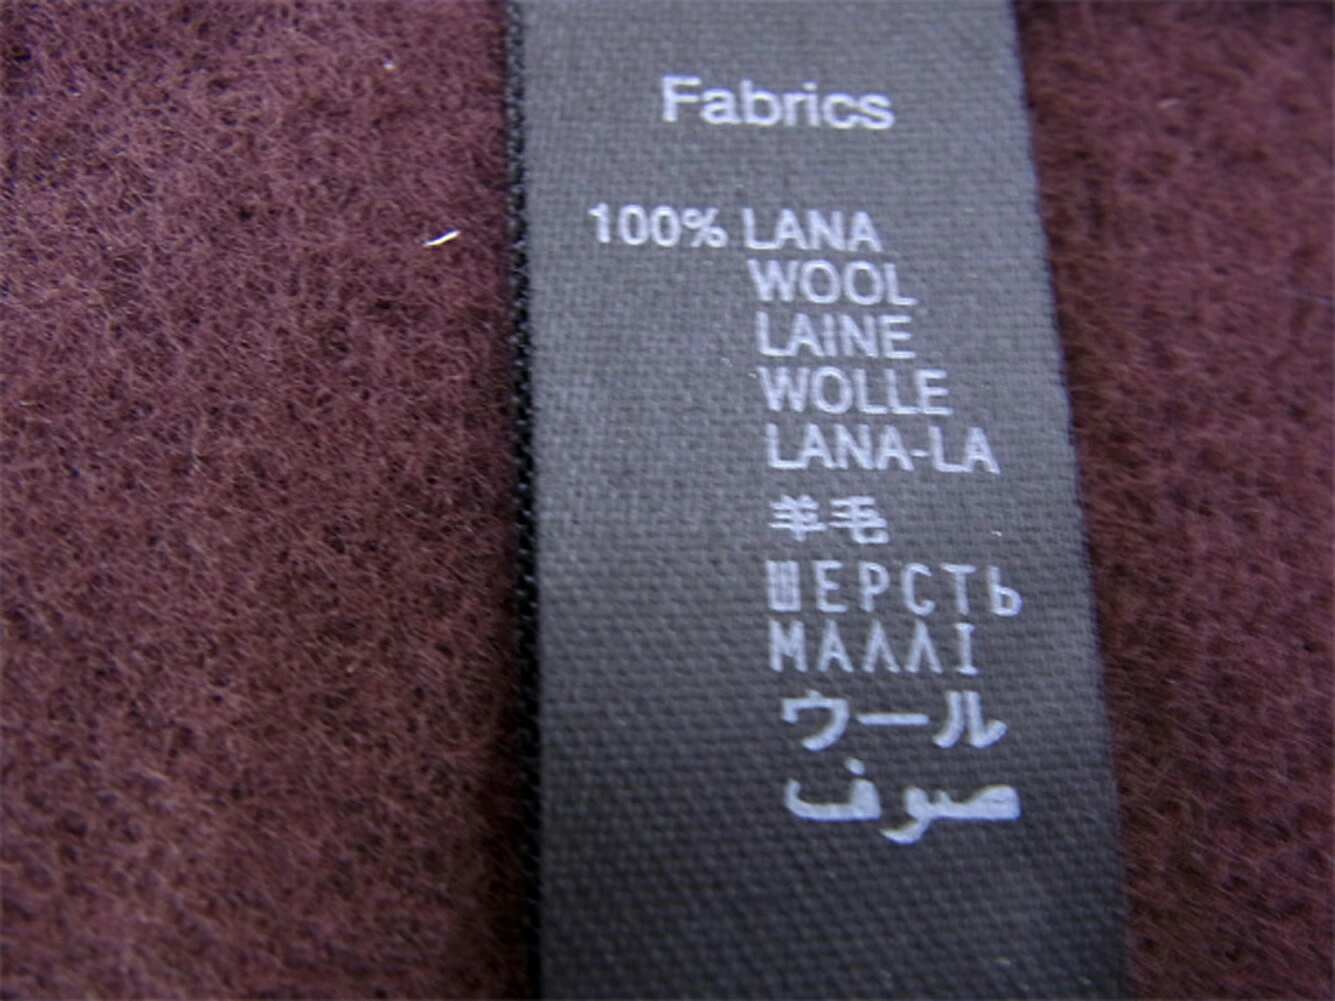 Fabrics
100% LANA
WOOL
LAINE
WOLLE
LANA-LA
羊毛
ШЕРСТЬ
ΜΑΛΛΙ
ウール
صوف